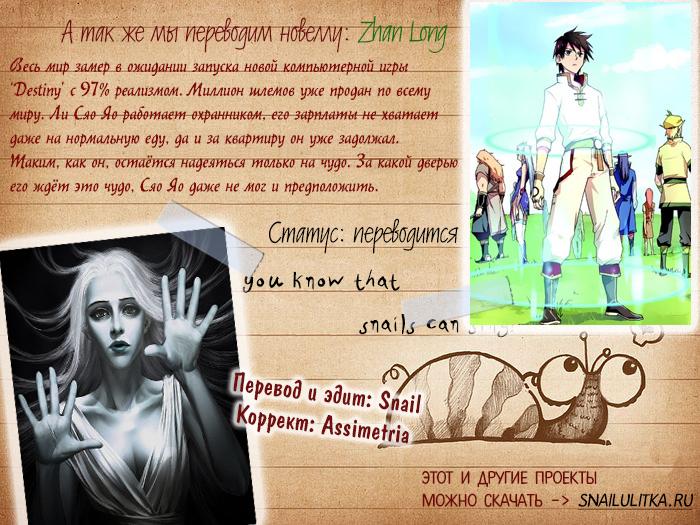 А так же мы переводим новеллу: Zhan Long
Весь мир замер в ожидании запуска новой компьютерной игры
'Destiny' с 97% реализмом. Миллион шлемов уже продан по всему
миру. Ли Сяо Яо работает охранником, его зарплаты не хватает
даже на нормальную еду, да и за квартиру он уже задолжал.
Таким, как он, остаётся надеяться только на чудо. За какой дверью
его ждёт это чудо, Сяо Яо даже не мог и предположить.
Статус: переводится
you know that
snails can
Перевод и эдит: Snail
Коррект: Assimetria
ЭТОТ И ДРУГИЕ ПРОЕКТЫ
МОЖНО СКАЧАТЬ -> SNAILULITKA.RU